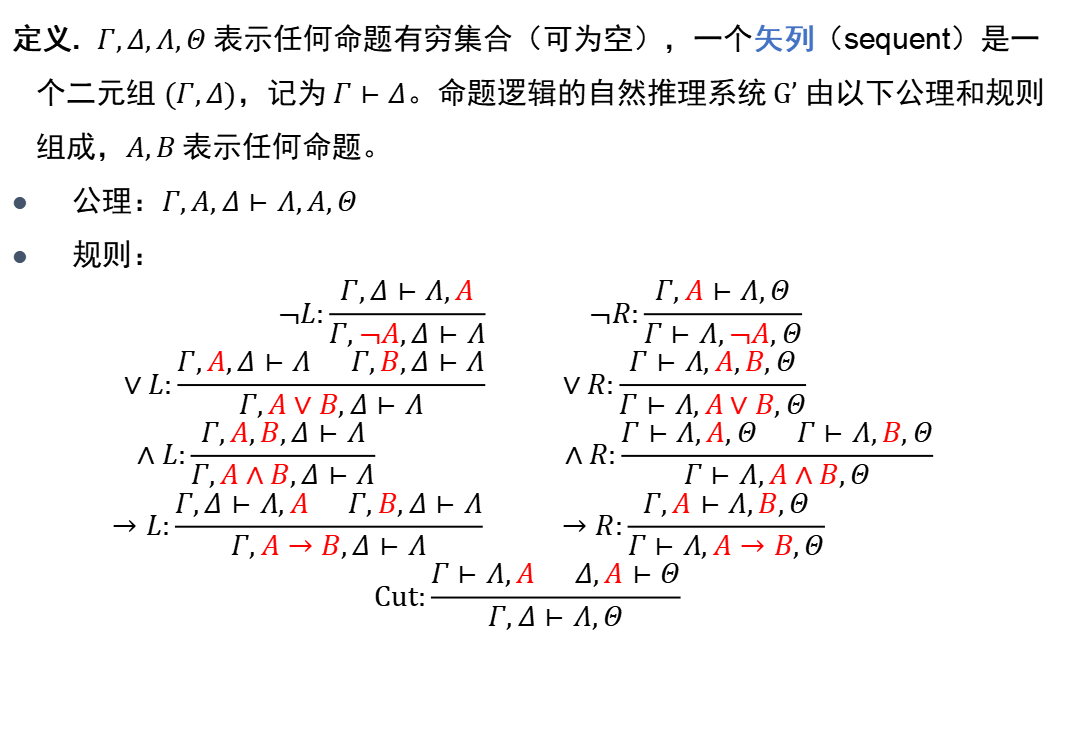 定义. Γ, Δ, Λ, Θ 表示任何命题有穷集合（可为空），一个矢列（sequent）是一
个二元组 (Γ, Δ)，记为 Γ ⊢ Δ。命题逻辑的自然推理系统 G’ 由以下公理和规则
组成，A, B 表示任何命题。
● 公理：Γ, A, Δ ⊢ Λ, A, Θ
● 规则：
Γ, Δ ⊢ Λ, A Γ, A ⊢ Λ, Θ
¬L: ¬R:
Γ, ¬A, Δ ⊢ Λ Γ ⊢ Λ, ¬A, Θ
Γ, A, Δ ⊢ Λ Γ, B, Δ ⊢ Λ Γ ⊢ Λ, A, B, Θ
∨ L: ∨ R:
Γ, A ∨ B, Δ ⊢ Λ Γ ⊢ Λ, A ∨ B, Θ
Γ, A, B, Δ ⊢ Λ Γ ⊢ Λ, A, Θ Γ ⊢ Λ, B, Θ
∧ L: ∧ R:
Γ, A ∧ B, Δ ⊢ Λ Γ ⊢ Λ, A ∧ B, Θ
Γ, Δ ⊢ Λ, A Γ, B, Δ ⊢ Λ Γ, A ⊢ Λ, B, Θ
→ L: → R:
Γ, A → B, Δ ⊢ Λ Γ ⊢ Λ, A → B, Θ
Γ ⊢ Λ, A Δ, A ⊢ Θ
Cut:
Γ, Δ ⊢ Λ, Θ